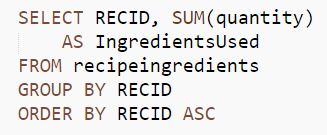 SELECT RECID, SUM(quantity)
AS IngredientsUsed
FROM recipeingredients
GROUP BY RECID
ORDER BY RECID ASC